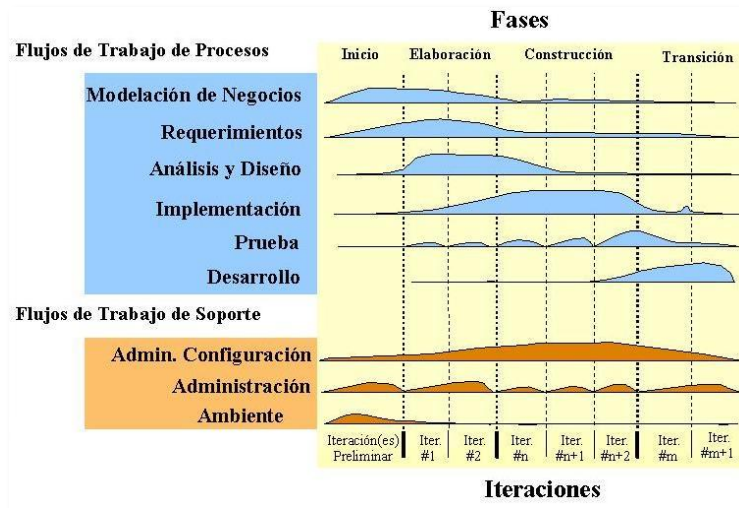 Fases
Flujos de Trabajo de Procesos
Inicio Elaboración Construcción Transición
Modelación de Negocios
Requerimientos
Análisis y Diseño
Implementación
Prueba
Desarrollo
Flujos de Trabajo de Soporte
Admin. Configuración
Administración
Ambiente
Iteración(es) Iter. Iter. Iter. Iter. Iter. Iter. Iter.
Preliminar #1 #2 #n #n+1 #n+2 #m #m+1
Iteraciones